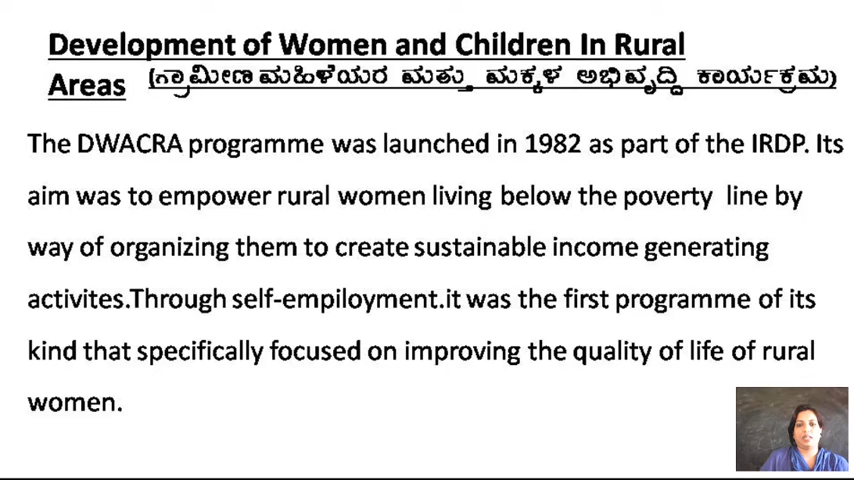 Development of Women and Children In Rural
Areas (ಗ್ರಾಮೀಣ ಮಹಿಳೆಯರ ಮತ್ತು ಮಕ್ಕಳ ಅಭಿವೃದ್ದಿ ಕಾರ್ಯಕ್ರಮ)
The DWACRA programme was launched in 1982 as part of the IRDP. Its
aim was to empower rural women living below the poverty line by
way of organizing them to create sustainable income generating
activites.Through self-empiloyment.it was the first programme of its
kind that specifically focused on improving the quality of life of rural
women.